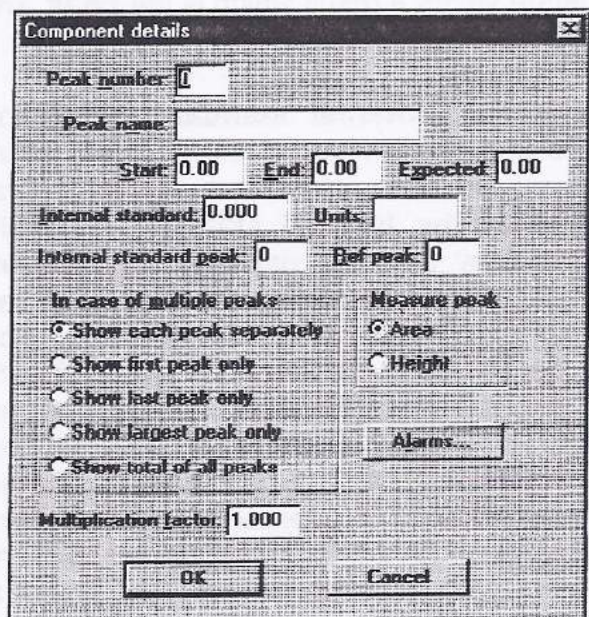 Component details
Peak number: 0
Peak name:
Start: 0.00 End: 0.00 Expected: 0.00
Internal standard: 0.000 Units:
Internal standard peak: 0 Ref peak: 0
In case of multiple peaks
Show each peak separately
Show first peak only
Show last peak only
Show largest peak only
Show total of all peaks
Measure peak
Area
Height
Alarms...
Multiplication factor: 1.000
OK Cancel